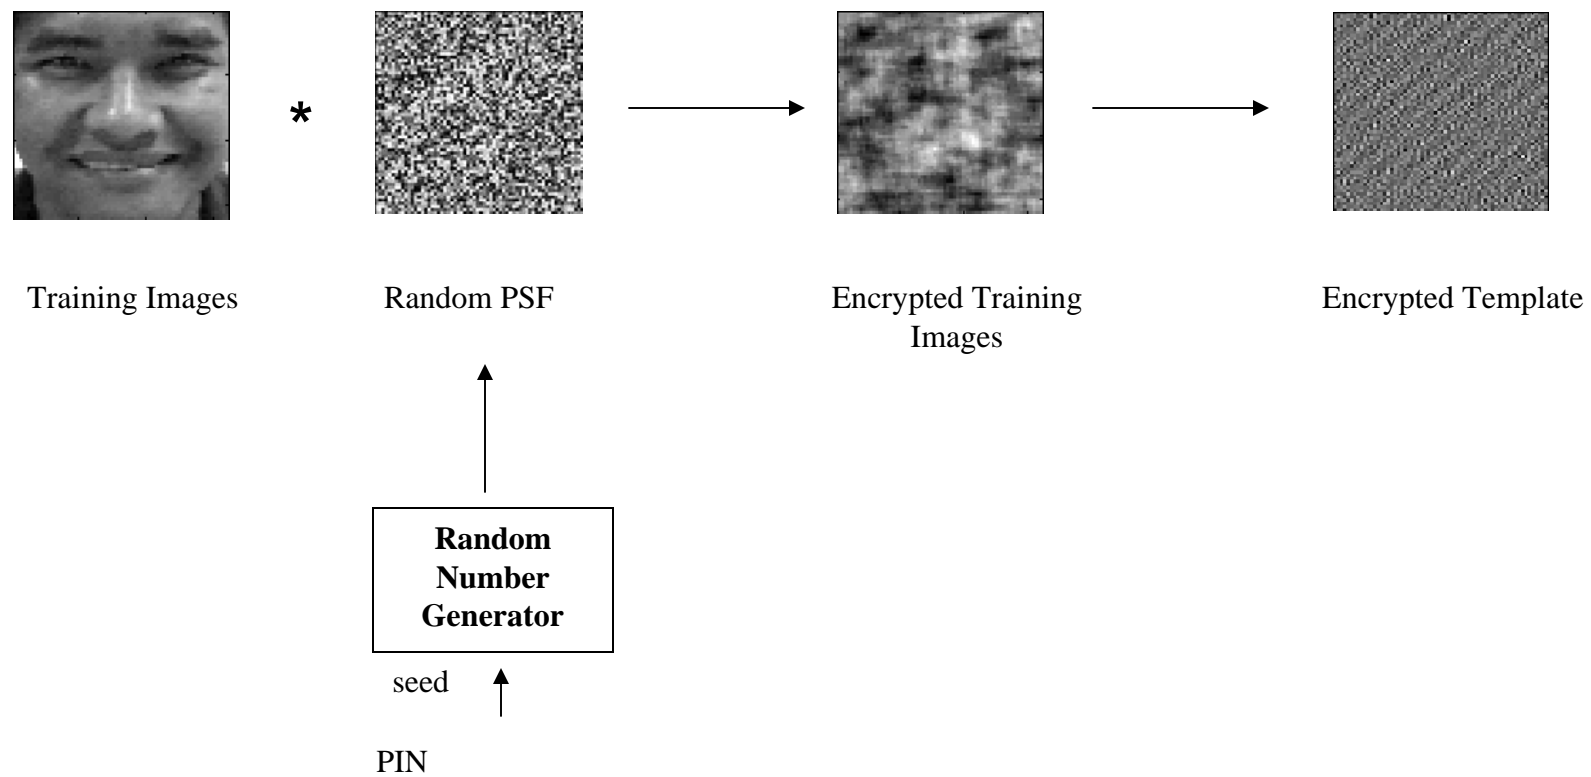 *
Training Images
Random PSF
Encrypted Training
Images
Encrypted Template
Random
Number
Generator
seed
PIN